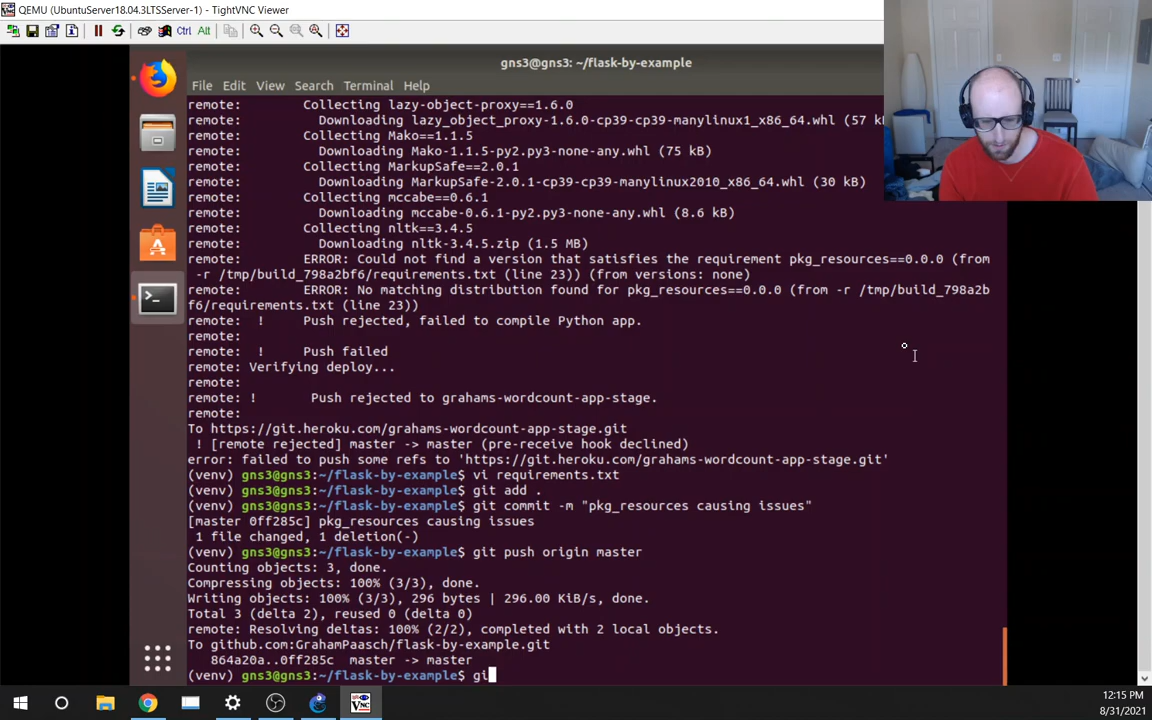 QEMU (UbuntuServer18.04.3LTSServer-1) - TightVNC Viewer
Ctrl Alt
gns3@gns3: ~/flask-by-example
File Edit View Search Terminal Help
remote:        Collecting lazy-object-proxy==1.6.0
remote:          Downloading lazy_object_proxy-1.6.0-cp39-cp39-manylinux1_x86_64.whl (57 k
remote:        Collecting Mako==1.1.5
remote:          Downloading Mako-1.1.5-py2.py3-none-any.whl (75 kB)
remote:        Collecting MarkupSafe==2.0.1
remote:          Downloading MarkupSafe-2.0.1-cp39-cp39-manylinux2010_x86_64.whl (30 kB)
remote:        Collecting mccabe==0.6.1
remote:          Downloading mccabe-0.6.1-py2.py3-none-any.whl (8.6 kB)
remote:        Collecting nltk==3.4.5
remote:          Downloading nltk-3.4.5.zip (1.5 MB)
remote:        ERROR: Could not find a version that satisfies the requirement pkg_resources==0.0.0 (from
-r /tmp/build_798a2bf6/requirements.txt (line 23)) (from versions: none)
remote:        ERROR: No matching distribution found for pkg_resources==0.0.0 (from -r /tmp/build_798a2b
f6/requirements.txt (line 23))
remote:  !     Push rejected, failed to compile Python app.
remote:
remote:  !     Push failed
remote: Verifying deploy...
remote:
remote: !       Push rejected to grahams-wordcount-app-stage.
remote:
To https://git.heroku.com/grahams-wordcount-app-stage.git
 ! [remote rejected] master -> master (pre-receive hook declined)
error: failed to push some refs to 'https://git.heroku.com/grahams-wordcount-app-stage.git'
(venv) gns3@gns3:~/flask-by-example$ vi requirements.txt
(venv) gns3@gns3:~/flask-by-example$ git add .
(venv) gns3@gns3:~/flask-by-example$ git commit -m "pkg_resources causing issues"
[master 0ff285c] pkg_resources causing issues
 1 file changed, 1 deletion(-)
(venv) gns3@gns3:~/flask-by-example$ git push origin master
Counting objects: 3, done.
Compressing objects: 100% (3/3), done.
Writing objects: 100% (3/3), 296 bytes | 296.00 KiB/s, done.
Total 3 (delta 2), reused 0 (delta 0)
remote: Resolving deltas: 100% (2/2), completed with 2 local objects.
To github.com:GrahamPaasch/flask-by-example.git
   864a20a..0ff285c  master -> master
(venv) gns3@gns3:~/flask-by-example$ gi
12:15 PM
8/31/2021